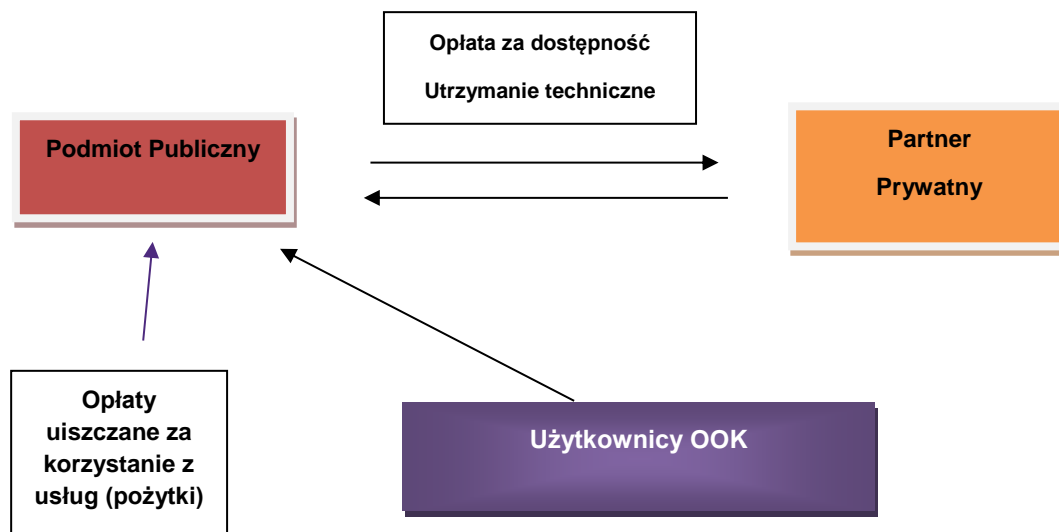 Opłata za dostępność
Utrzymanie techniczne
Podmiot Publiczny
Partner
Prywatny
Opłaty
uiszczane za
korzystanie z
usług (pożytki)
Użytkownicy OOK